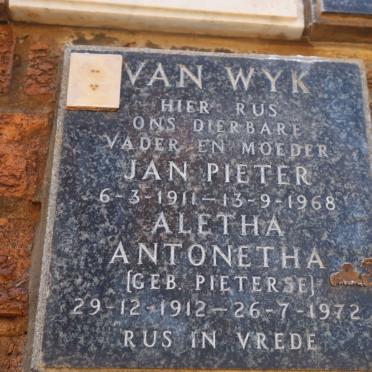 VAN WYK
HIER RUS
ONS DIERBARE
VADER EN MOEDER
JAN PIETER
6-3-1911-13-9-1968
ALETHA
ANTONETHA
[GEB. PIETERSE]
29-12-1912-26-7-1972
RUS IN VREDE